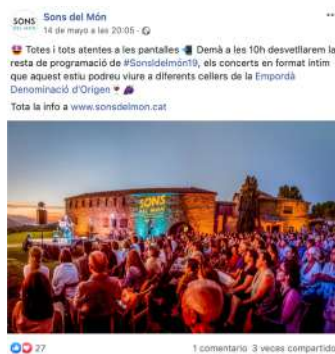 SONS
DEL MÓN
Sons del Món
14 de mayo a las 20:05 ·
Totes i tots atentes a les pantalles Demà a les 10h desvetllarem la
resta de programació de #Sonsdelmón19, els concerts en format íntim
que aquest estiu podreu viure a diferents cellers de la Empordà
Denominació d'Origen
Tota la info a www.sonsdelmon.cat
SONS
DEL MÓN
27
1 comentario 3 veces compartido